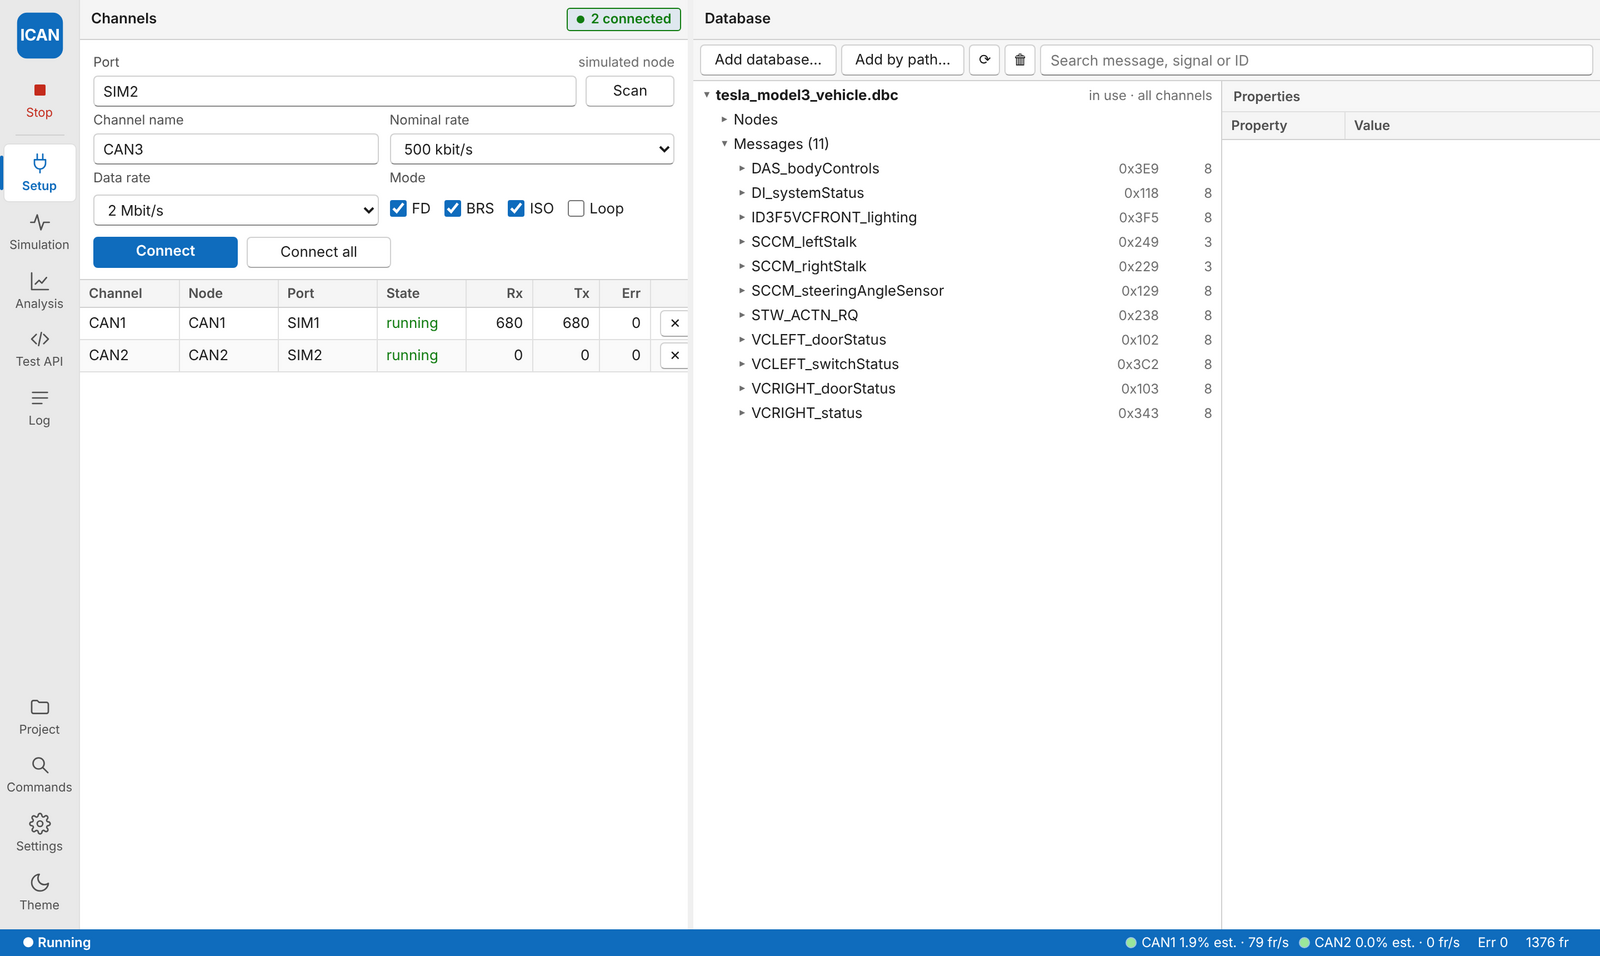 ICAN
Stop
Setup
Simulation
Analysis
Test API
Log
Project
Commands
Settings
Theme
Channels
2 connected
Port
simulated node
SIM2
Scan
Channel name
Nominal rate
CAN3
500 kbit/s
Data rate
Mode
2 Mbit/s
FD
BRS
ISO
Loop
Connect
Connect all
Channel Node Port State Rx Tx Err
CAN1 CAN1 SIM1 running 680 680 0 ×
CAN2 CAN2 SIM2 running 0 0 0 ×
Database
Add database...
Add by path...
Search message, signal or ID
tesla_model3_vehicle.dbc in use · all channels
Nodes
Messages (11)
DAS_bodyControls 0x3E9 8
DI_systemStatus 0x118 8
ID3F5VCFRONT_lighting 0x3F5 8
SCCM_leftStalk 0x249 3
SCCM_rightStalk 0x229 3
SCCM_steeringAngleSensor 0x129 8
STW_ACTN_RQ 0x238 8
VCLEFT_doorStatus 0x102 8
VCLEFT_switchStatus 0x3C2 8
VCRIGHT_doorStatus 0x103 8
VCRIGHT_status 0x343 8
Properties
Property Value
Running
CAN1 1.9% est. · 79 fr/s CAN2 0.0% est. · 0 fr/s Err 0 1376 fr